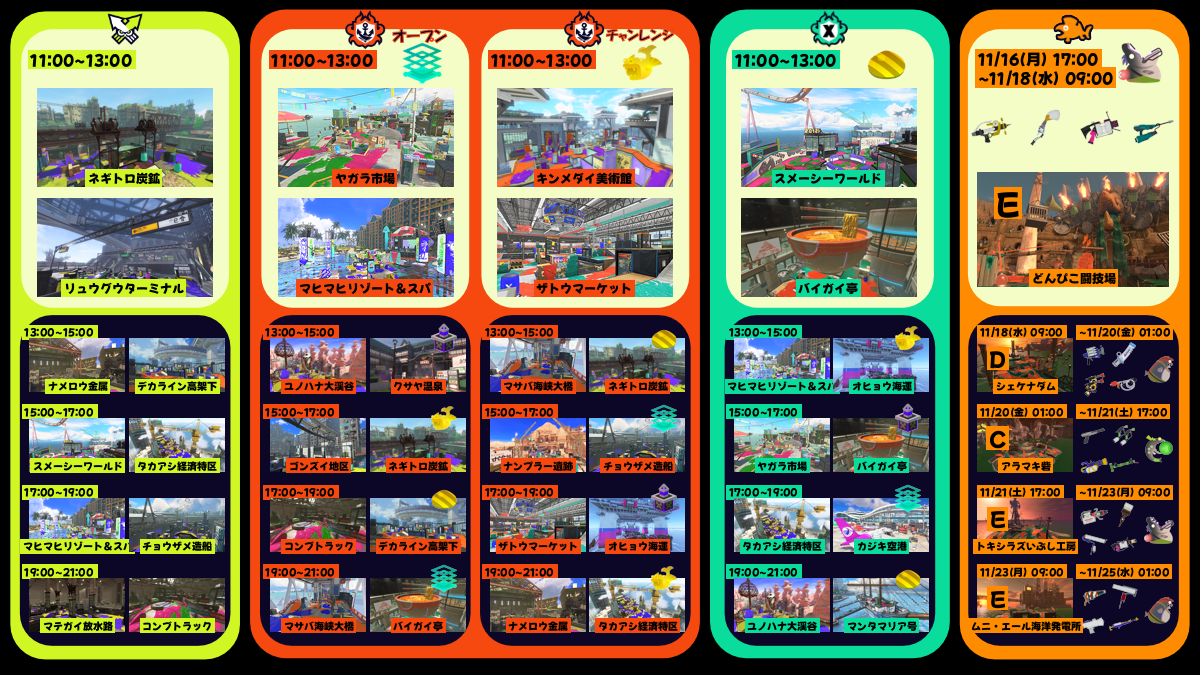 11:00~13:00
ネギトロ炭鉱
リュウグウターミナル
13:00~15:00
ナメロウ金属
デカライン高架下
15:00~17:00
スメーシーワールド
タカアシ経済特区
17:00~19:00
マヒマヒリゾート&スパ
チョウザメ造船
19:00~21:00
マテガイ放水路
コンブトラック
オープン
11:00~13:00
ヤガラ市場
マヒマヒリゾート&スパ
13:00~15:00
ユノハナ大渓谷
クサヤ温泉
15:00~17:00
ゴンズイ地区
ネギトロ炭鉱
17:00~19:00
コンブトラック
デカライン高架下
19:00~21:00
マサバ海峡大橋
バイガイ亭
チャンレンジ
11:00~13:00
キンメダイ美術館
ザトウマーケット
13:00~15:00
マサバ海峡大橋
ネギトロ炭鉱
15:00~17:00
ナンプラー遺跡
チョウザメ造船
17:00~19:00
ザトウマーケット
オヒョウ海運
19:00~21:00
ナメロウ金属
タカアシ経済特区
X
11:00~13:00
スメーシーワールド
バイガイ亭
13:00~15:00
マヒマヒリゾート&スパ
オヒョウ海運
15:00~17:00
ヤガラ市場
バイガイ亭
17:00~19:00
タカアシ経済特区
カジキ空港
19:00~21:00
ユノハナ大渓谷
マンタマリア号
11/16(月) 17:00
~11/18(水) 09:00
E
どんぴこ闘技場
11/18(水) 09:00
~11/20(金) 01:00
D
シェケナダム
11/20(金) 01:00
~11/21(土) 17:00
C
アラマキ砦
11/21(土) 17:00
~11/23(月) 09:00
E
トキシラズいぶし工房
11/23(月) 09:00
~11/25(水) 01:00
E
ムニ・エール海洋発電所